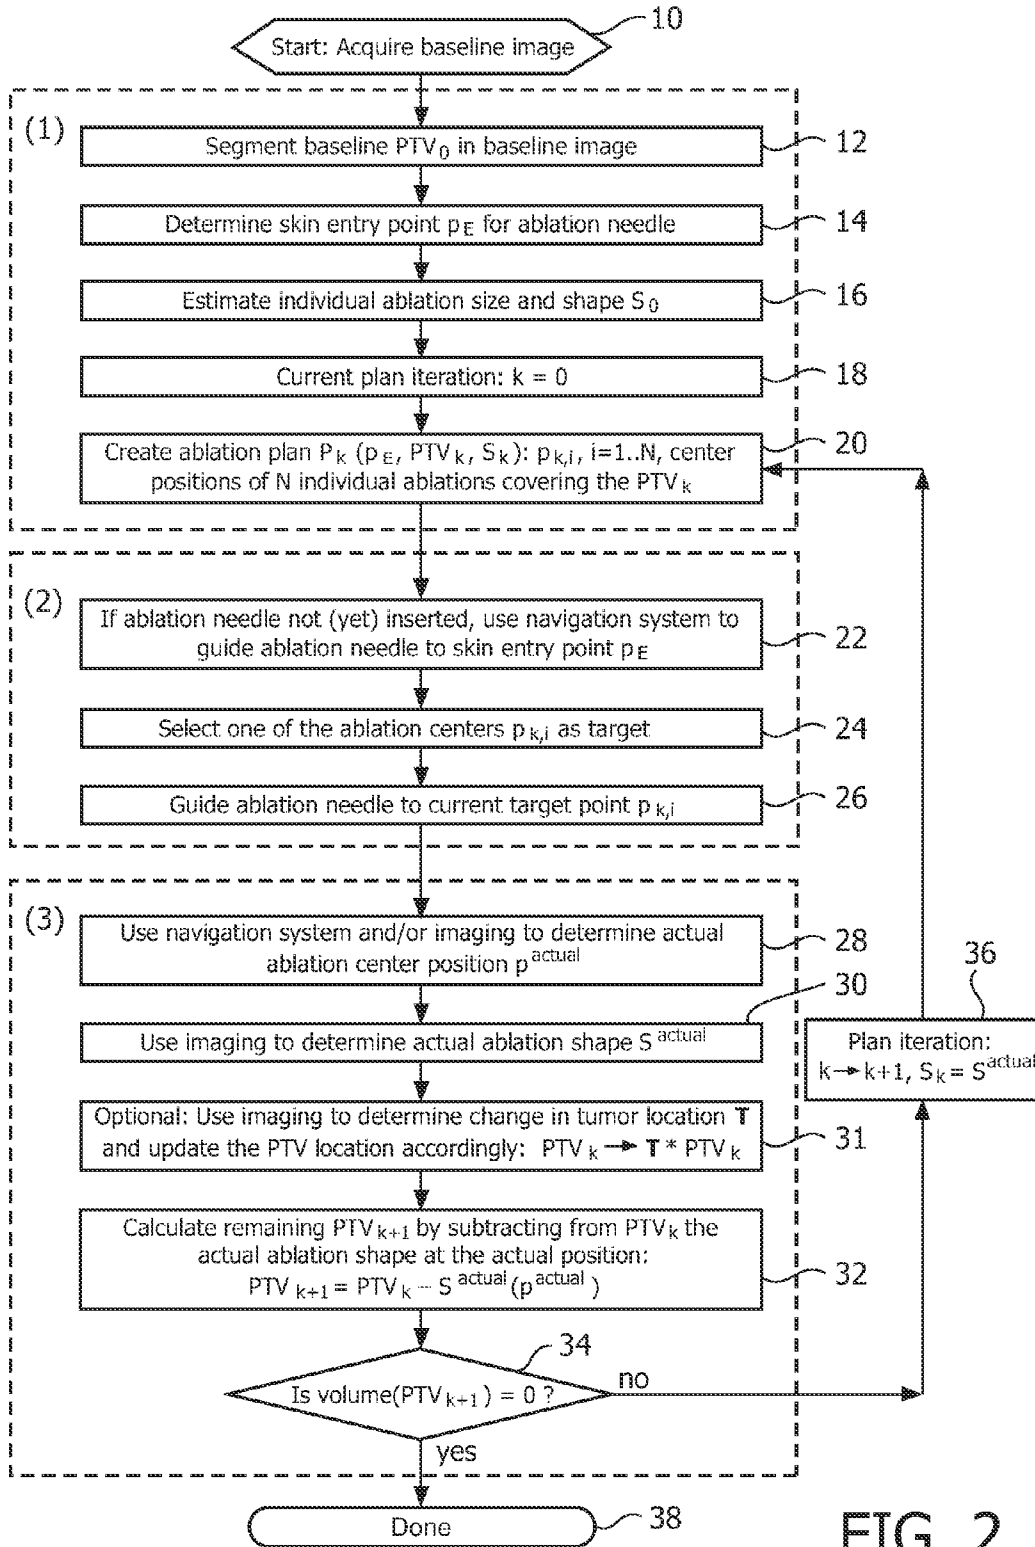 10
Start: Acquire baseline image
(1)
Segment baseline PTV0 in baseline image
12
Determine skin entry point pE for ablation needle
14
Estimate individual ablation size and shape S0
16
Current plan iteration: k = 0
18
Create ablation plan Pk (pE, PTVk, Sk): pk,i, i=1..N, center
positions of N individual ablations covering the PTVk
20
(2)
If ablation needle not (yet) inserted, use navigation system to
guide ablation needle to skin entry point pE
22
Select one of the ablation centers pk,i as target
24
Guide ablation needle to current target point pk,i
26
(3)
Use navigation system and/or imaging to determine actual
ablation center position p^actual
28
Use imaging to determine actual ablation shape S^actual
30
Optional: Use imaging to determine change in tumor location T
and update the PTV location accordingly: PTVk → T * PTVk
31
Calculate remaining PTVk+1 by subtracting from PTVk the
actual ablation shape at the actual position:
PTVk+1 = PTVk – S^actual(p^actual)
32
34
Is volume(PTVk+1) = 0 ?
no
yes
36
Plan iteration:
k → k+1, Sk = S^actual
Done
38
FIG. 2